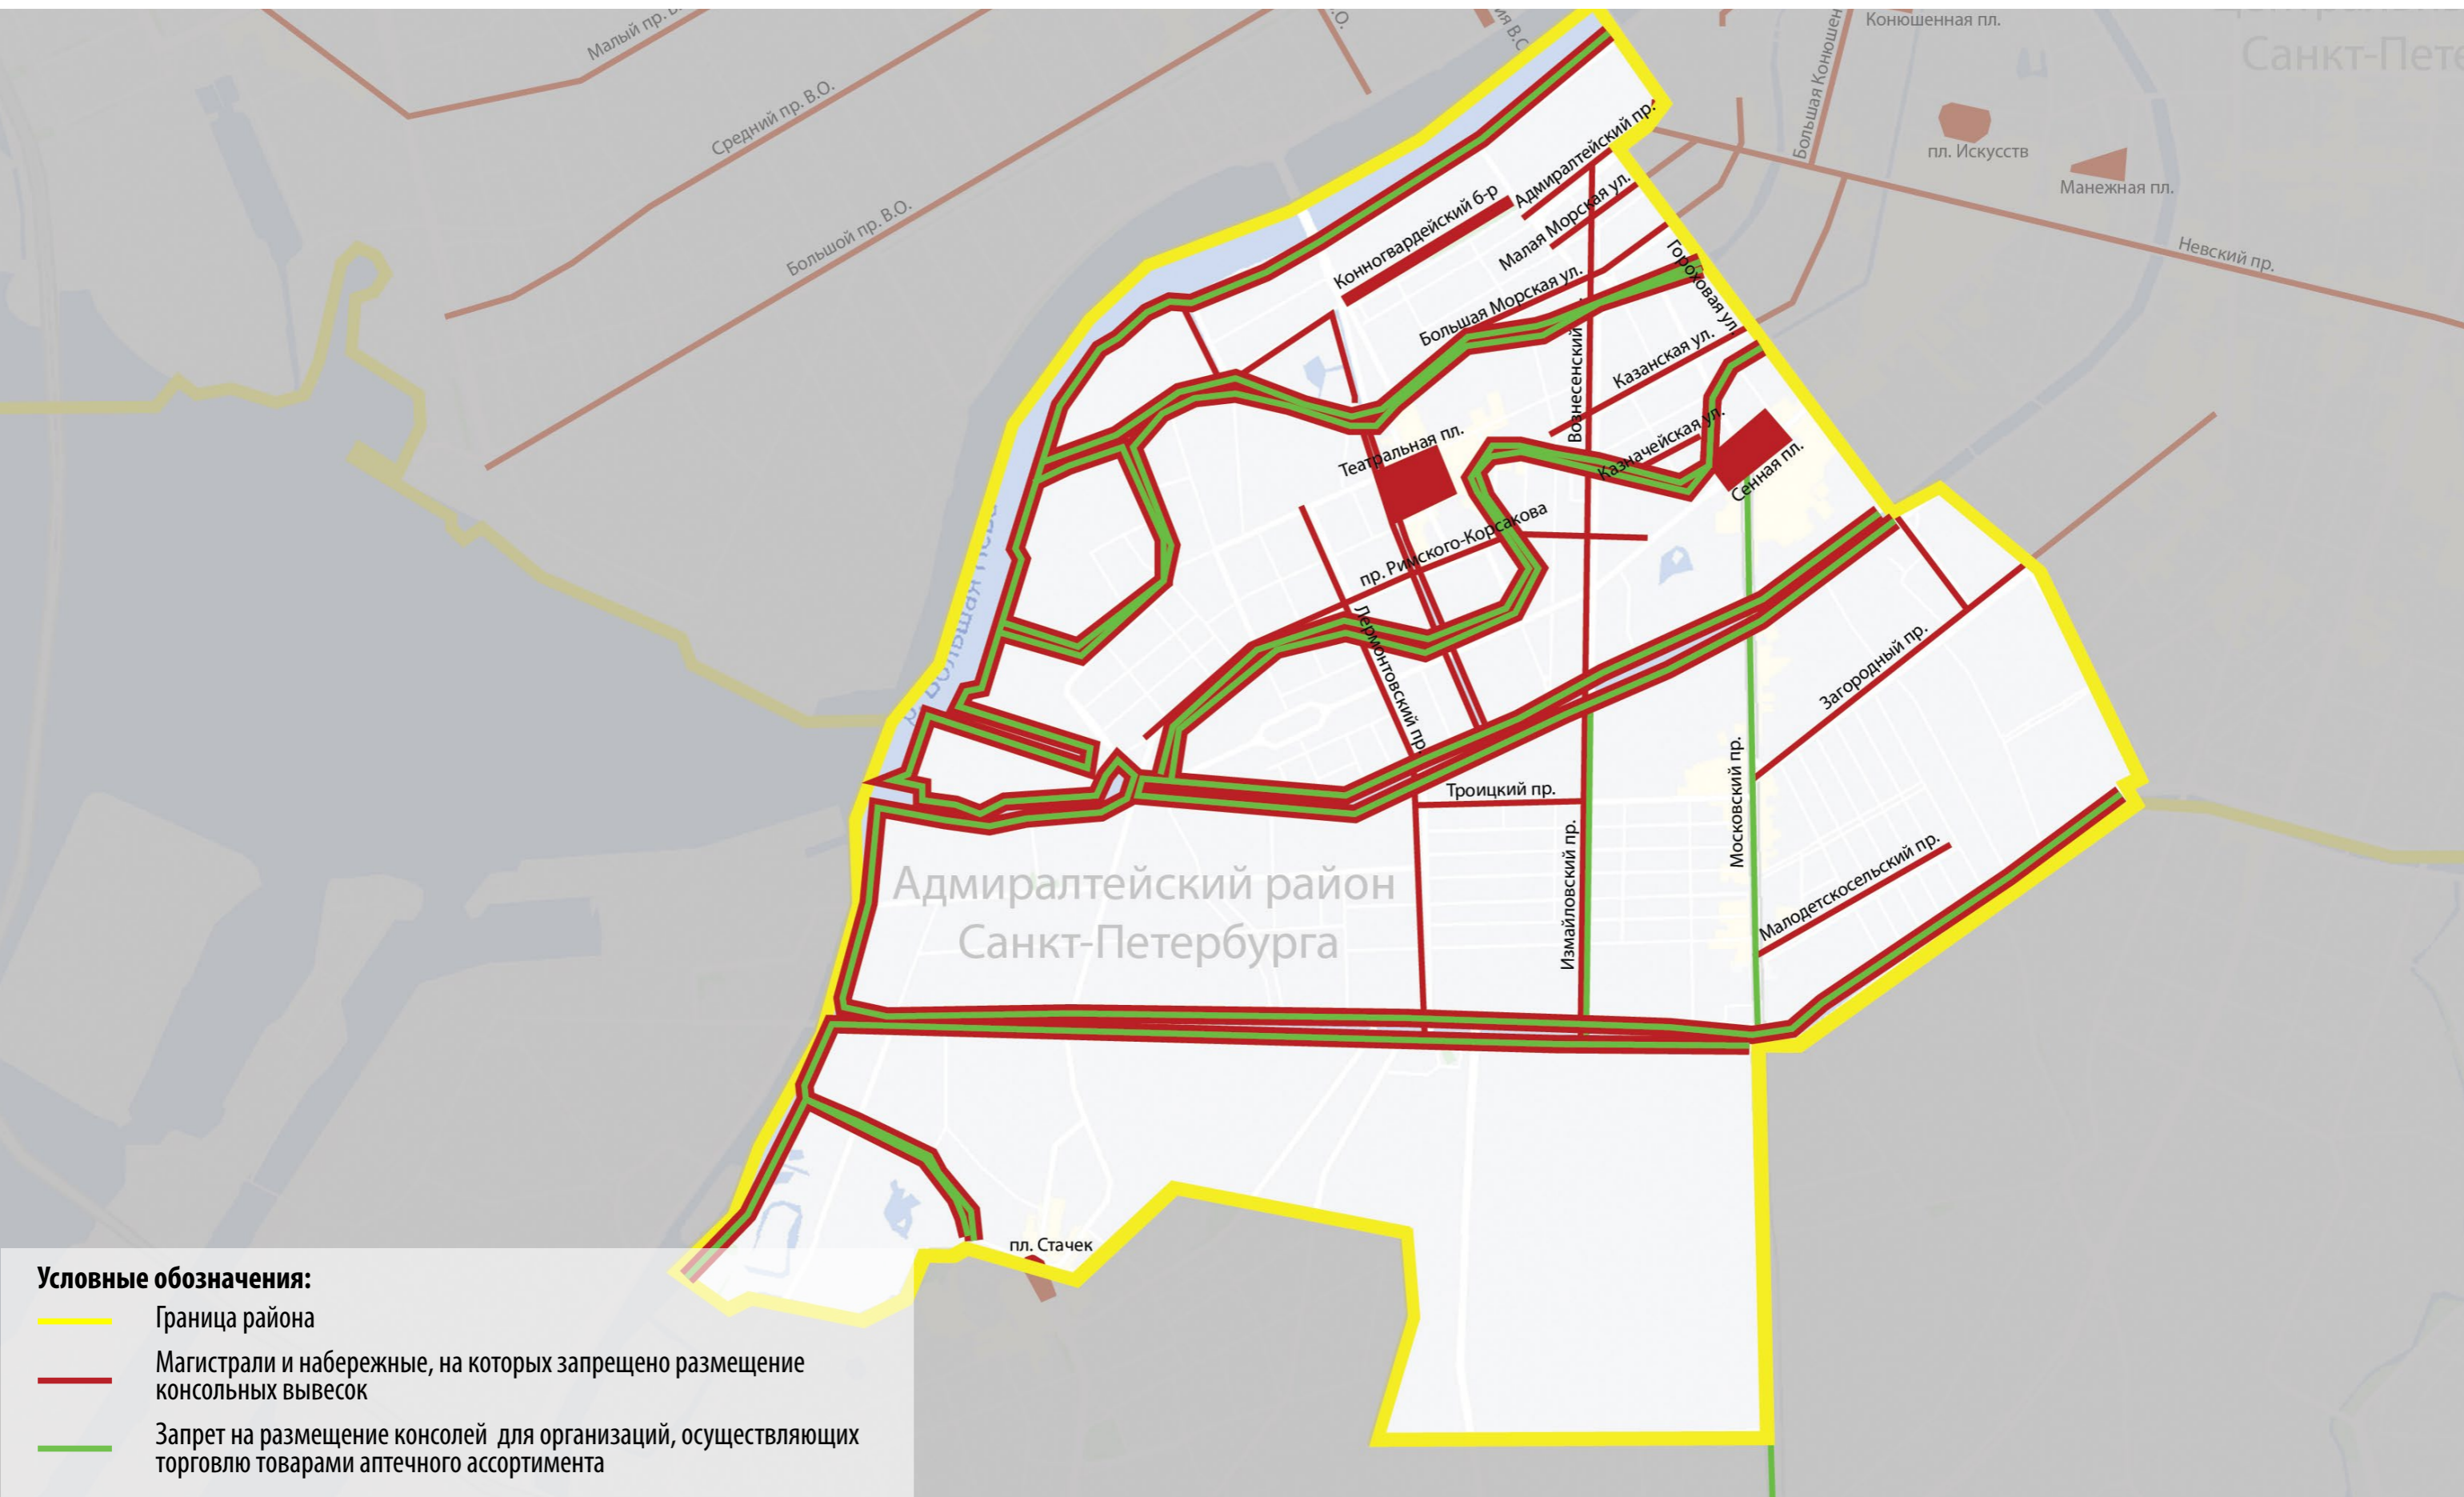 Малый пр. В.
Средний пр. В.О.
Большой пр. В.О.
.О.
ия В.О
Большая Конюшен
Конюшенная пл.
Санкт-Пете
пл. Искусств
Манежная пл.
Невский пр.
Адмиралтейский пр.
Конногвардейский б-р
Малая Морская ул.
Большая Морская ул.
Гороховая ул.
Вознесенский
Казанская ул.
Казначейская ул.
Театральная пл.
Сенная пл.
пр. Римского-Корсакова
Лермонтовский пр.
р. Большая Нева
Загородный пр.
Троицкий пр.
Измайловский пр.
Московский пр.
Малодетскосельский пр.
Адмиралтейский район
Санкт-Петербурга
пл. Стачек
Условные обозначения:
Граница района
Магистрали и набережные, на которых запрещено размещение
консольных вывесок
Запрет на размещение консолей для организаций, осуществляющих
торговлю товарами аптечного ассортимента